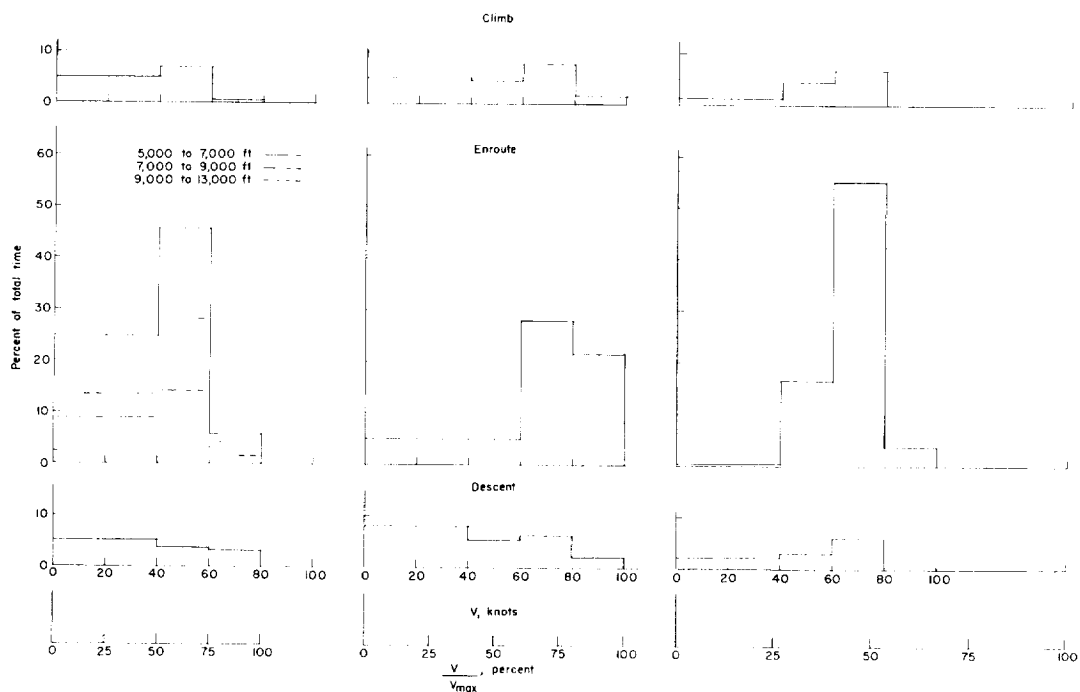 Climb
10
0
Enroute
60
50
40
30
20
10
0
5,000 to 7,000 ft
7,000 to 9,000 ft
9,000 to 13,000 ft
Percent of total time
Descent
10
0
0 20 40 60 80 100
0 20 40 60 80 100
0 20 40 60 80 100
V, knots
0 25 50 75 100
0 25 50 75 100
0 25 50 75 100
V/Vmax, percent